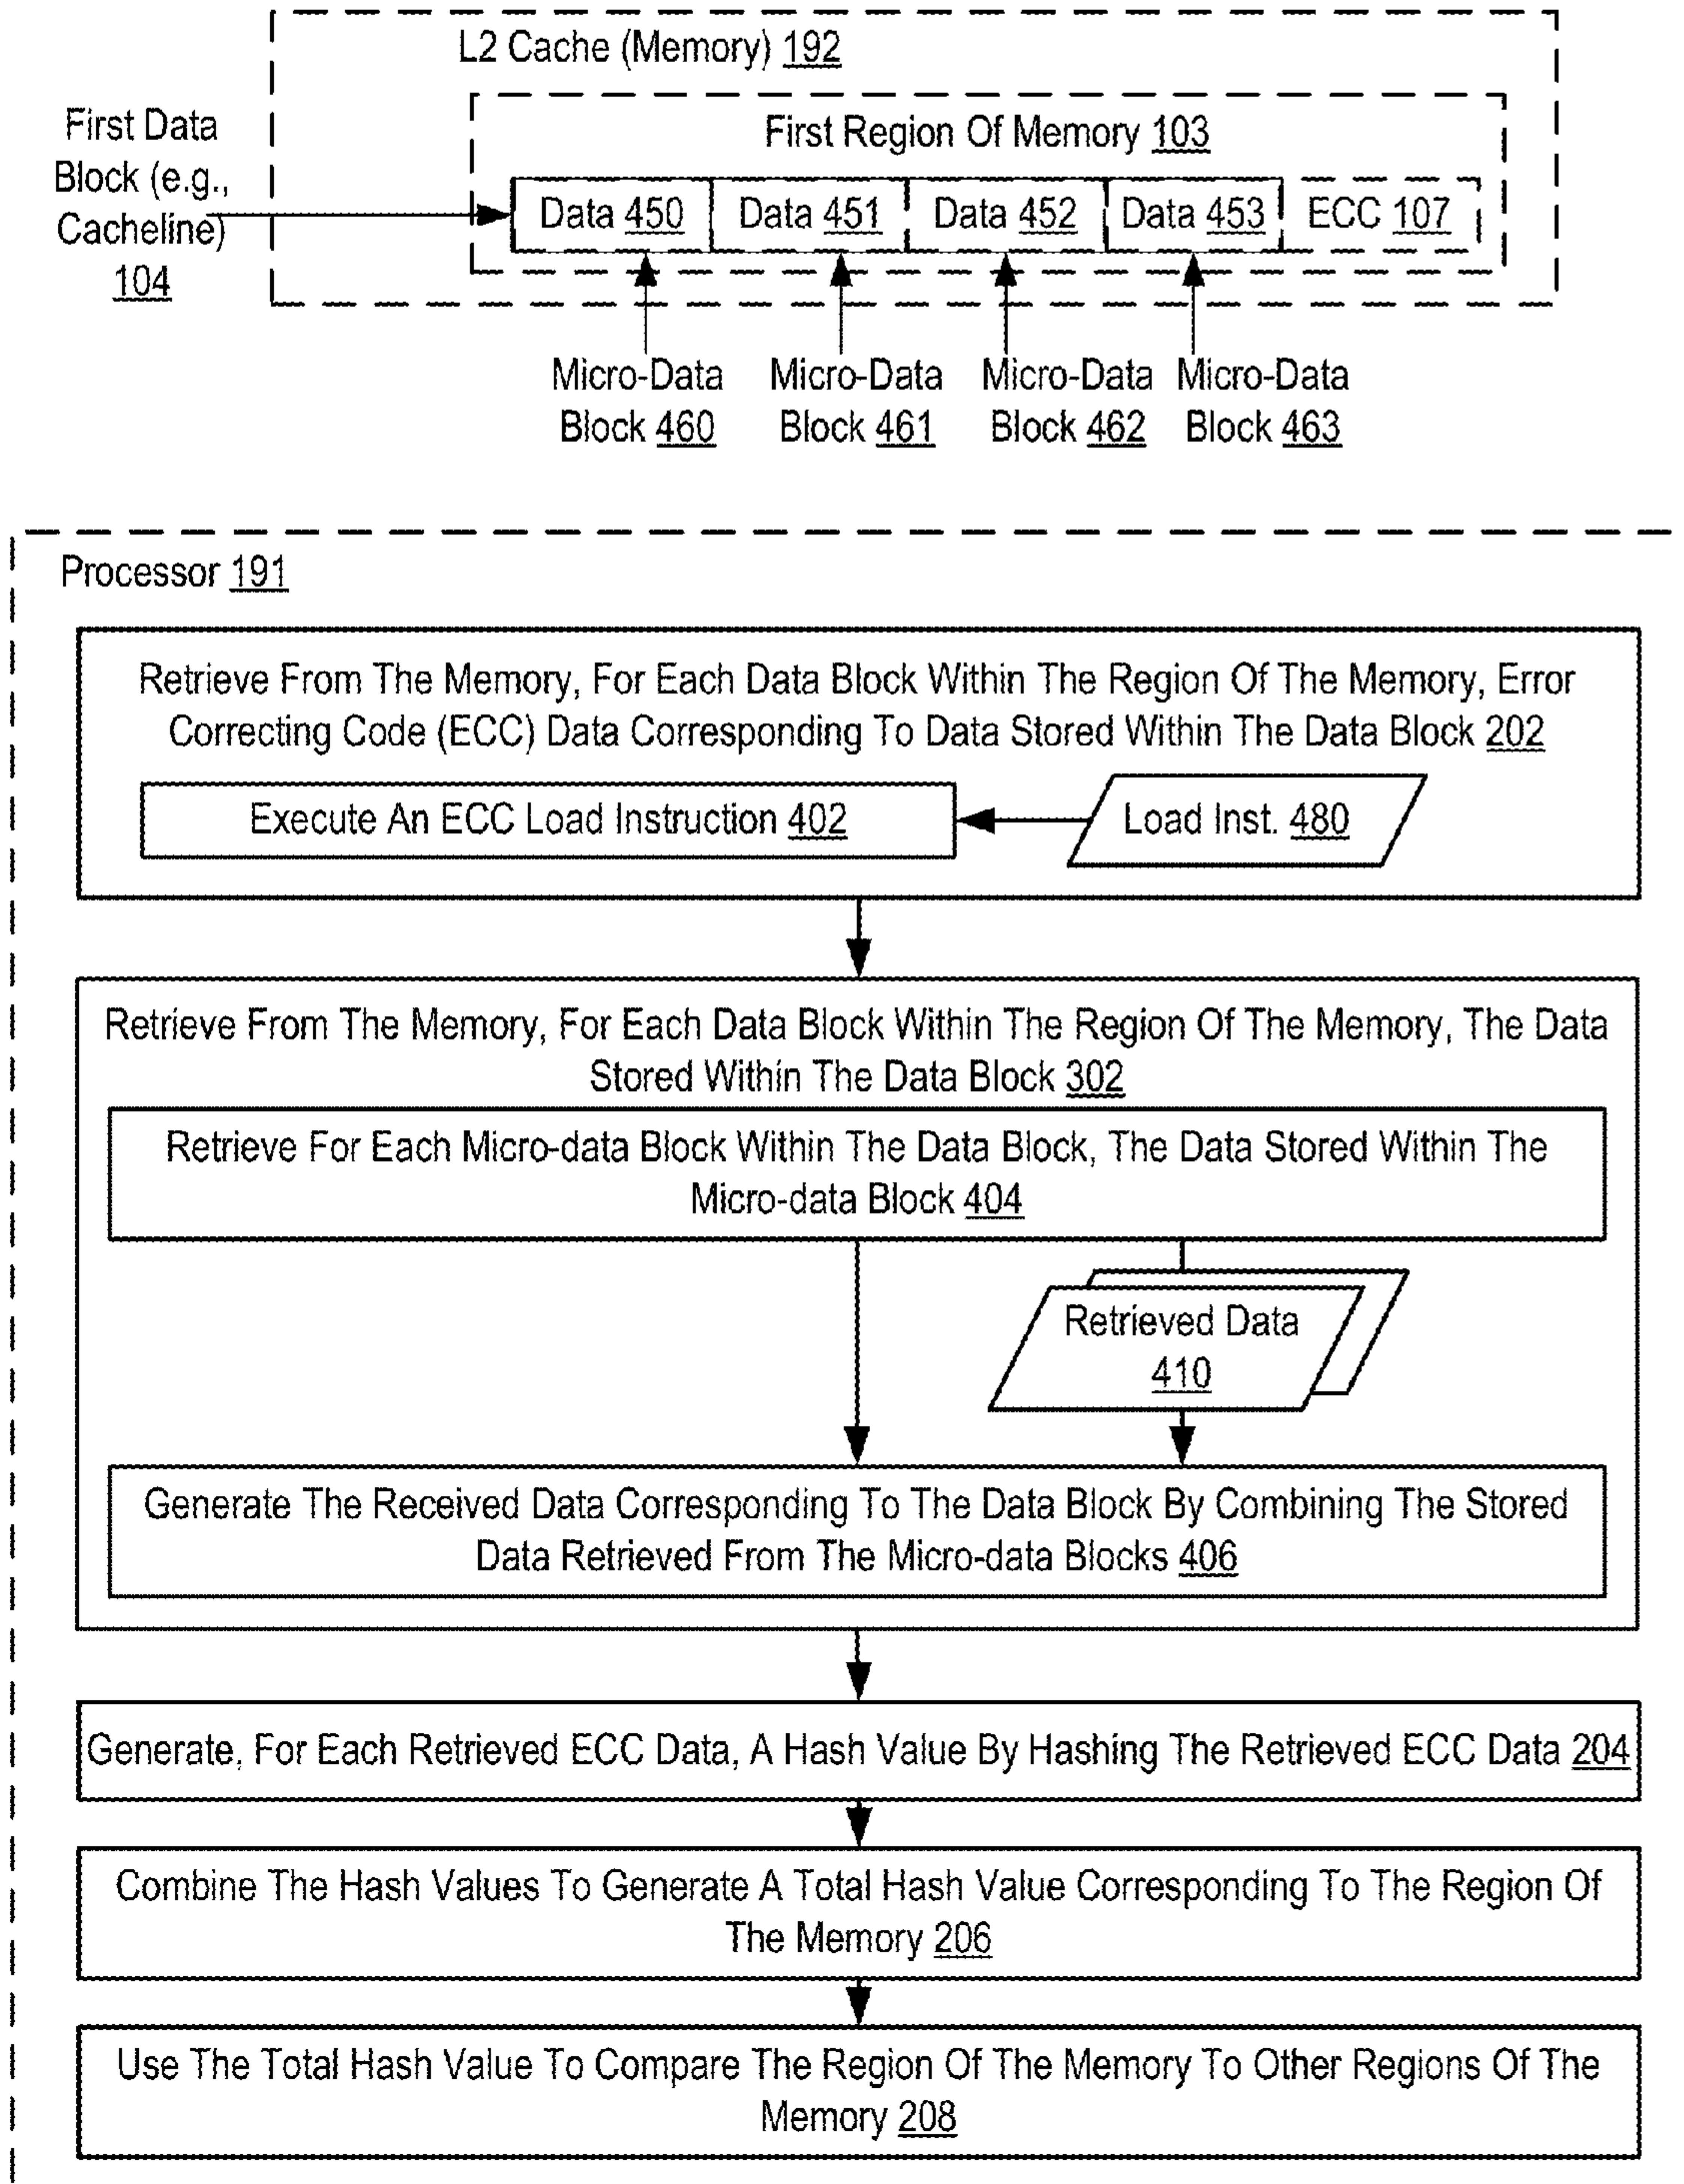 L2 Cache (Memory) 192
First Data
Block (e.g.,
Cacheline)
104
First Region Of Memory 103
Data 450
Data 451
Data 452
Data 453
ECC 107
Micro-Data
Block 460
Micro-Data
Block 461
Micro-Data
Block 462
Micro-Data
Block 463
Processor 191
Retrieve From The Memory, For Each Data Block Within The Region Of The Memory, Error
Correcting Code (ECC) Data Corresponding To Data Stored Within The Data Block 202
Execute An ECC Load Instruction 402
Load Inst. 480
Retrieve From The Memory, For Each Data Block Within The Region Of The Memory, The Data
Stored Within The Data Block 302
Retrieve For Each Micro-data Block Within The Data Block, The Data Stored Within The
Micro-data Block 404
Retrieved Data
410
Generate The Received Data Corresponding To The Data Block By Combining The Stored
Data Retrieved From The Micro-data Blocks 406
Generate, For Each Retrieved ECC Data, A Hash Value By Hashing The Retrieved ECC Data 204
Combine The Hash Values To Generate A Total Hash Value Corresponding To The Region Of
The Memory 206
Use The Total Hash Value To Compare The Region Of The Memory To Other Regions Of The
Memory 208